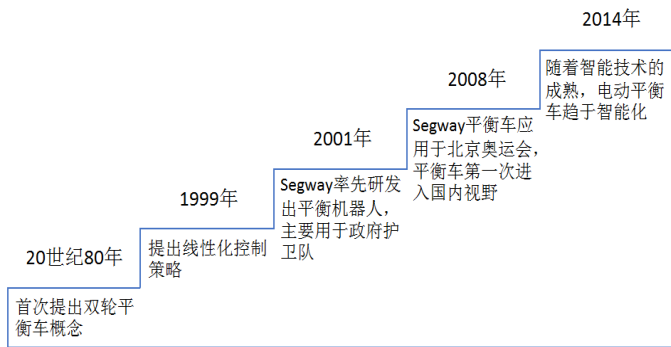 20世纪80年
首次提出双轮平
衡车概念
1999年
提出线性化控制
策略
2001年
Segway率先研发
出平衡机器人，
主要用于政府护
卫队
2008年
Segway平衡车应
用于北京奥运会，
平衡车第一次进
入国内视野
2014年
随着智能技术的
成熟，电动平衡
车趋于智能化